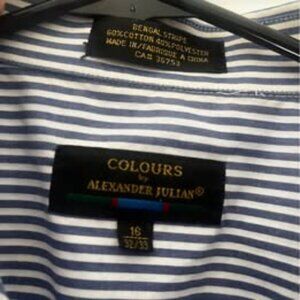 BENGAL STRIPE
60%COTTON 40%POLYESTER
MADE IN/FABRIQUE A CHINA
CA# 36753
COLOURS
by
ALEXANDER JULIAN®
16
32/33